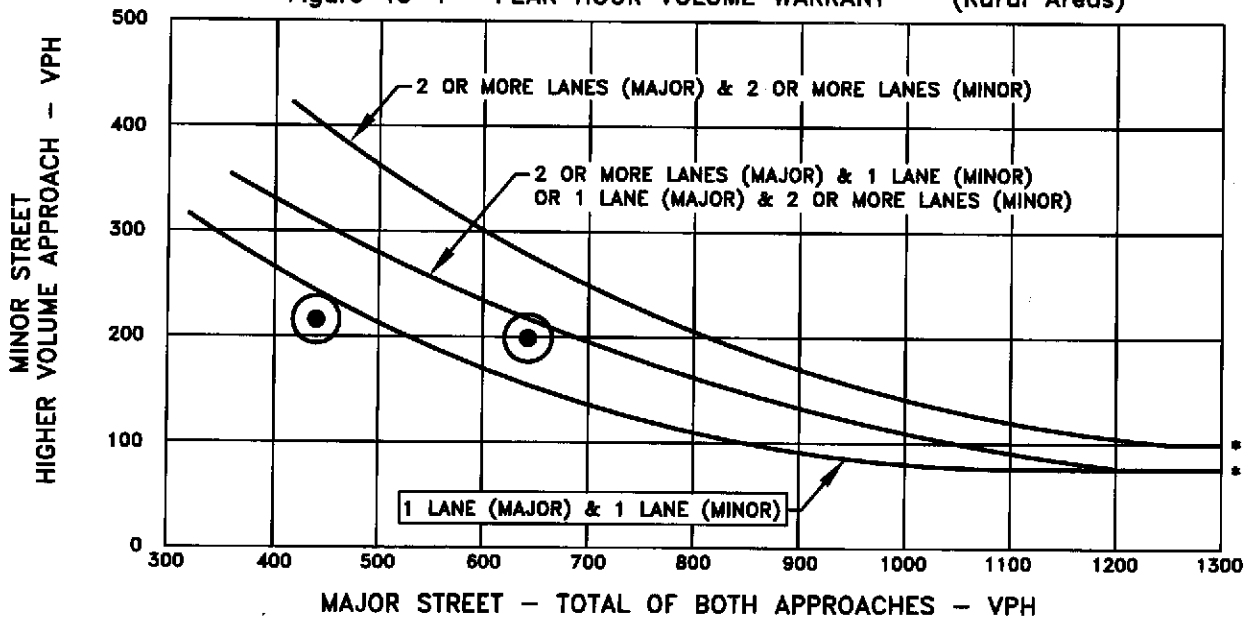 Figure PEAK HOUR VOLUME WARRANT (Rural Areas)
500
400
300
200
100
0
MINOR STREET
HIGHER VOLUME APPROACH – VPH
2 OR MORE LANES (MAJOR) & 2 OR MORE LANES (MINOR)
2 OR MORE LANES (MAJOR) & 1 LANE (MINOR)
OR 1 LANE (MAJOR) & 2 OR MORE LANES (MINOR)
*
*
1 LANE (MAJOR) & 1 LANE (MINOR)
300 400 500 600 700 800 900 1000 1100 1200 1300
MAJOR STREET – TOTAL OF BOTH APPROACHES – VPH